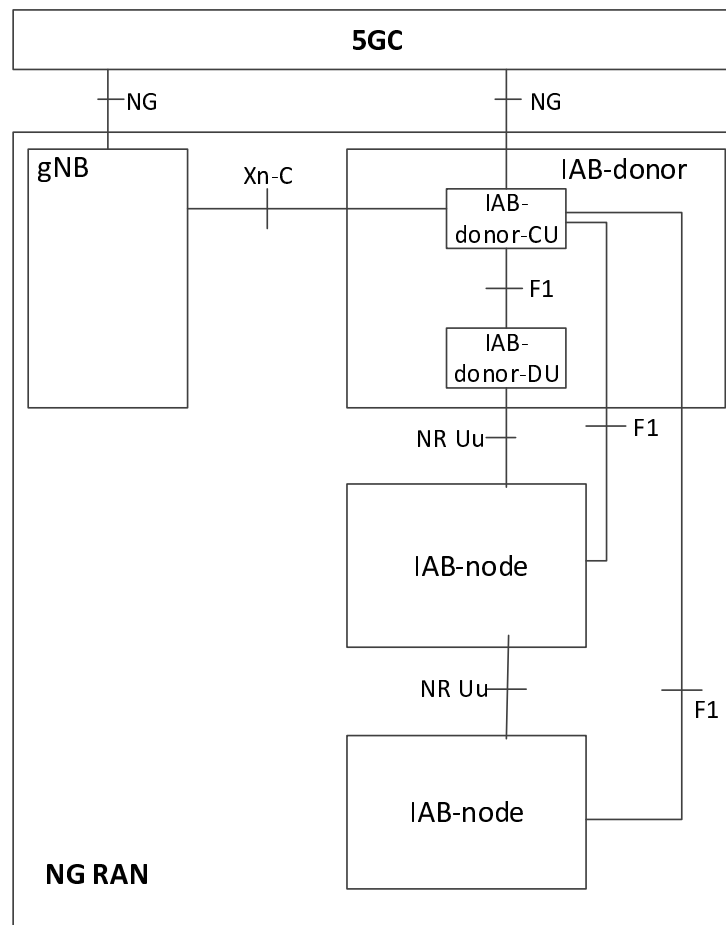 5GC
NG
NG
gNB
Xn-C
IAB-donor
IAB-
donor-CU
F1
IAB-
donor-DU
NR Uu
F1
IAB-node
NR Uu
F1
IAB-node
NG RAN